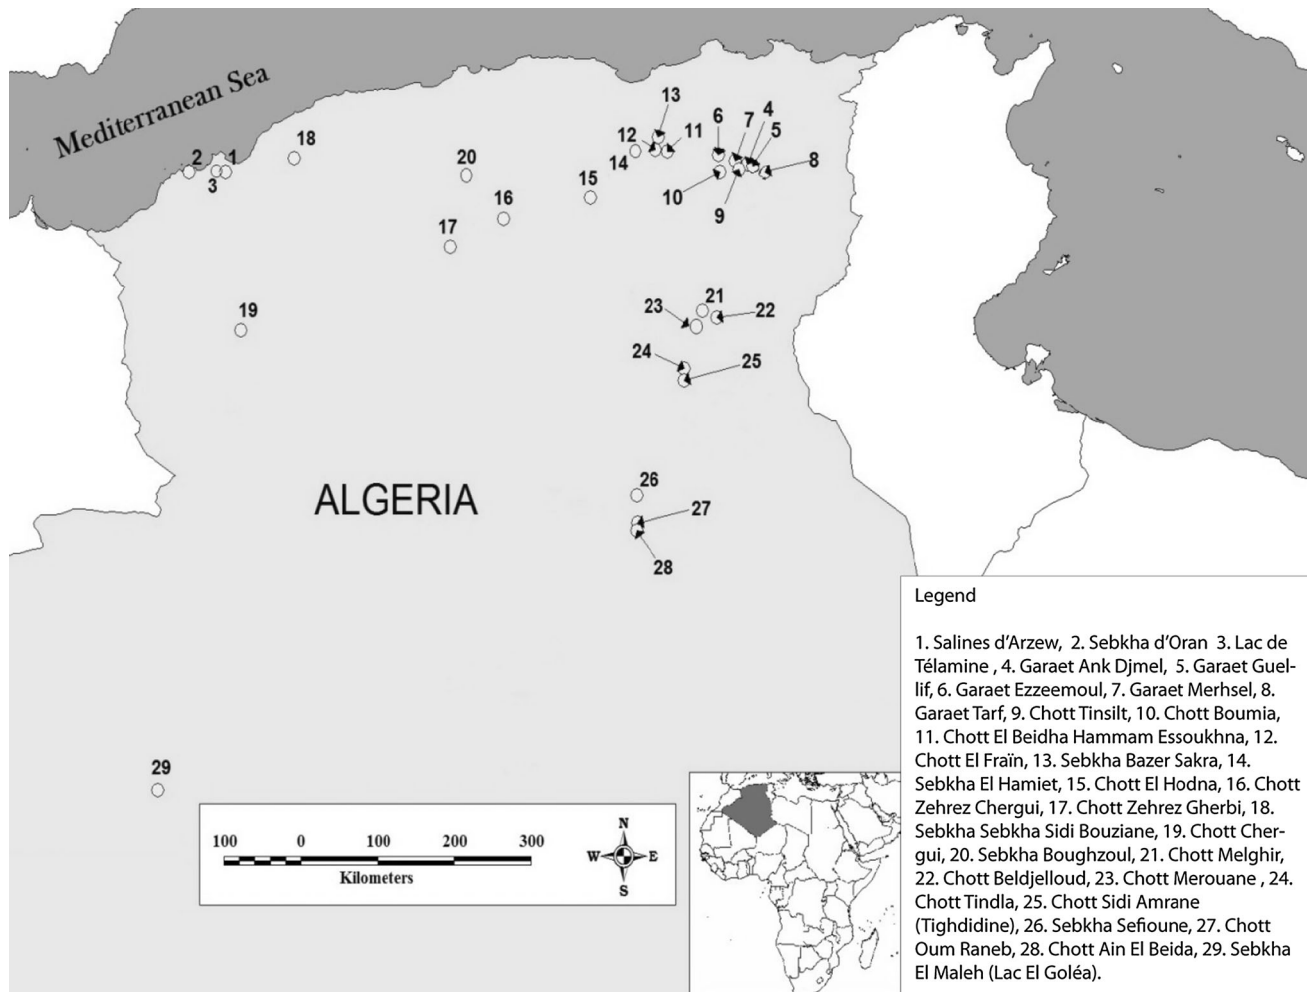 Mediterranean Sea
13
6
7
4
5
12
11
18
14
8
2
1
20
3
15
10
16
9
17
21
23
22
19
24
25
26
ALGERIA
27
28
29
100 0 100 200 300
Kilometers
N
W E
S
Legend
1. Salines d’Arzew, 2. Sebkha d’Oran 3. Lac de
Télamine , 4. Garaet Ank Djmel, 5. Garaet Guel-
lif, 6. Garaet Ezzeemoul, 7. Garaet Merhsel, 8.
Garaet Tarf, 9. Chott Tinsilt, 10. Chott Boumia,
11. Chott El Beidha Hammam Essoukhna, 12.
Chott El Fraïn, 13. Sebkha Bazer Sakra, 14.
Sebkha El Hamiet, 15. Chott El Hodna, 16. Chott
Zehrez Chergui, 17. Chott Zehrez Gherbi, 18.
Sebkha Sebkha Sidi Bouziane, 19. Chott Cher-
gui, 20. Sebkha Boughzoul, 21. Chott Melghir,
22. Chott Beldjelloud, 23. Chott Merouane , 24.
Chott Tindla, 25. Chott Sidi Amrane
(Tighdidine), 26. Sebkha Sefioune, 27. Chott
Oum Raneb, 28. Chott Ain El Beida, 29. Sebkha
El Maleh (Lac El Goléa).